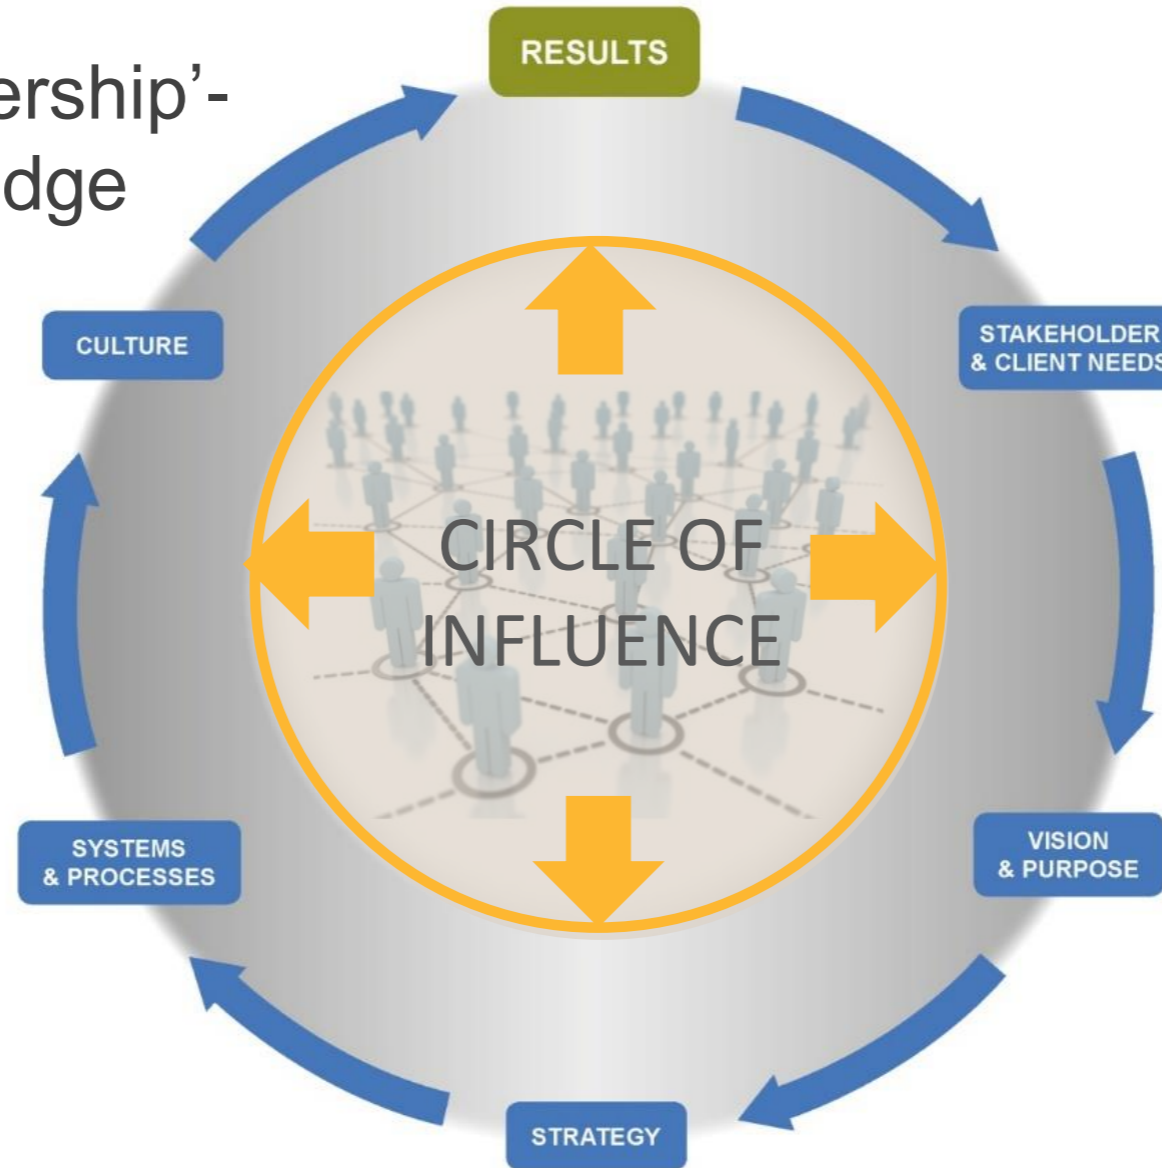 RESULTS
ership’-
dge
CULTURE
STAKEHOLDER
& CLIENT NEEDS
CIRCLE OF
INFLUENCE
SYSTEMS
& PROCESSES
VISION
& PURPOSE
STRATEGY